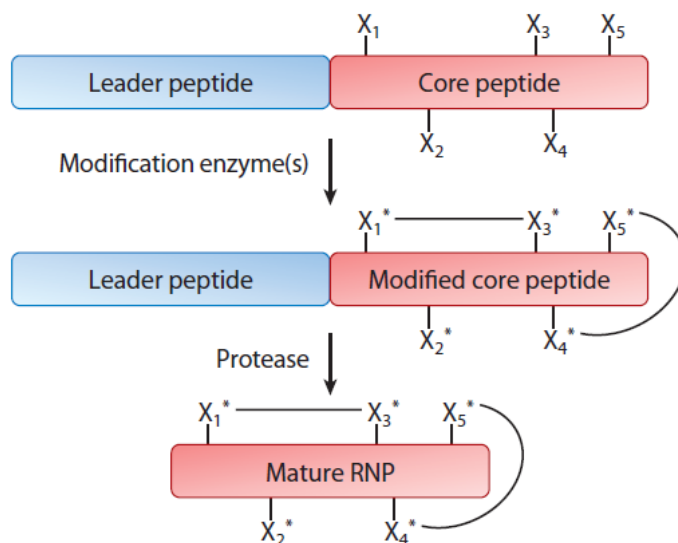 X₁ X₃ X₅
Leader peptide Core peptide
X₂ X₄
Modification enzyme(s)
X₁* X₃* X₅*
Leader peptide Modified core peptide
X₂* X₄*
Protease
X₁* X₃* X₅*
Mature RNP
X₂* X₄*